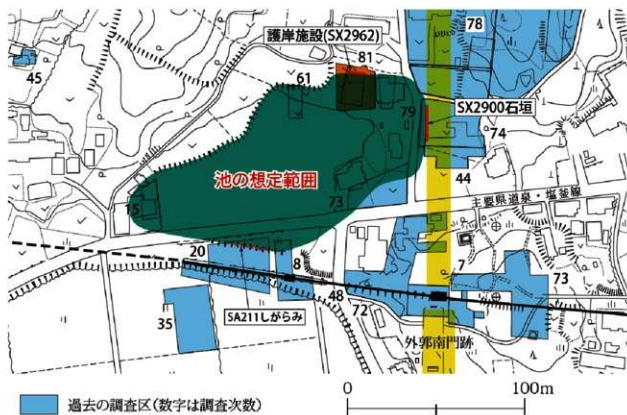 護岸施設(SX2962)
78
45
81
61
79
SX2900石垣
74
池の想定範囲
44
15
73
主要県道泉・塩釜線
20
8
7
73
35
48
72
SA211しがらみ
外郭南門跡
過去の調査区(数字は調査次数)
0
100m